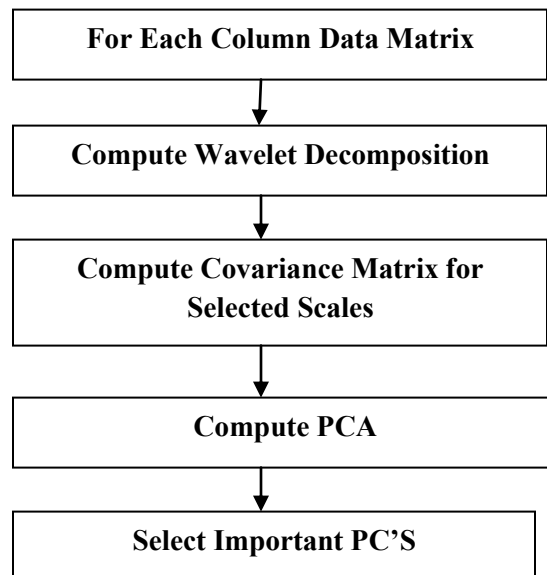 For Each Column Data Matrix
Compute Wavelet Decomposition
Compute Covariance Matrix for
Selected Scales
Compute PCA
Select Important PC’S